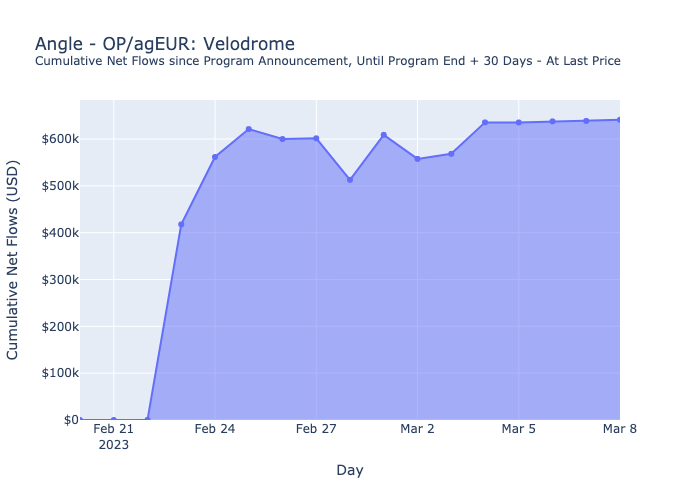 Angle - OP/agEUR: Velodrome
Cumulative Net Flows since Program Announcement, Until Program End + 30 Days - At Last Price
Cumulative Net Flows (USD)
$600k
$500k
$400k
$300k
$200k
$100k
$0
Feb 21
2023
Feb 24
Feb 27
Mar 2
Mar 5
Mar 8
Day